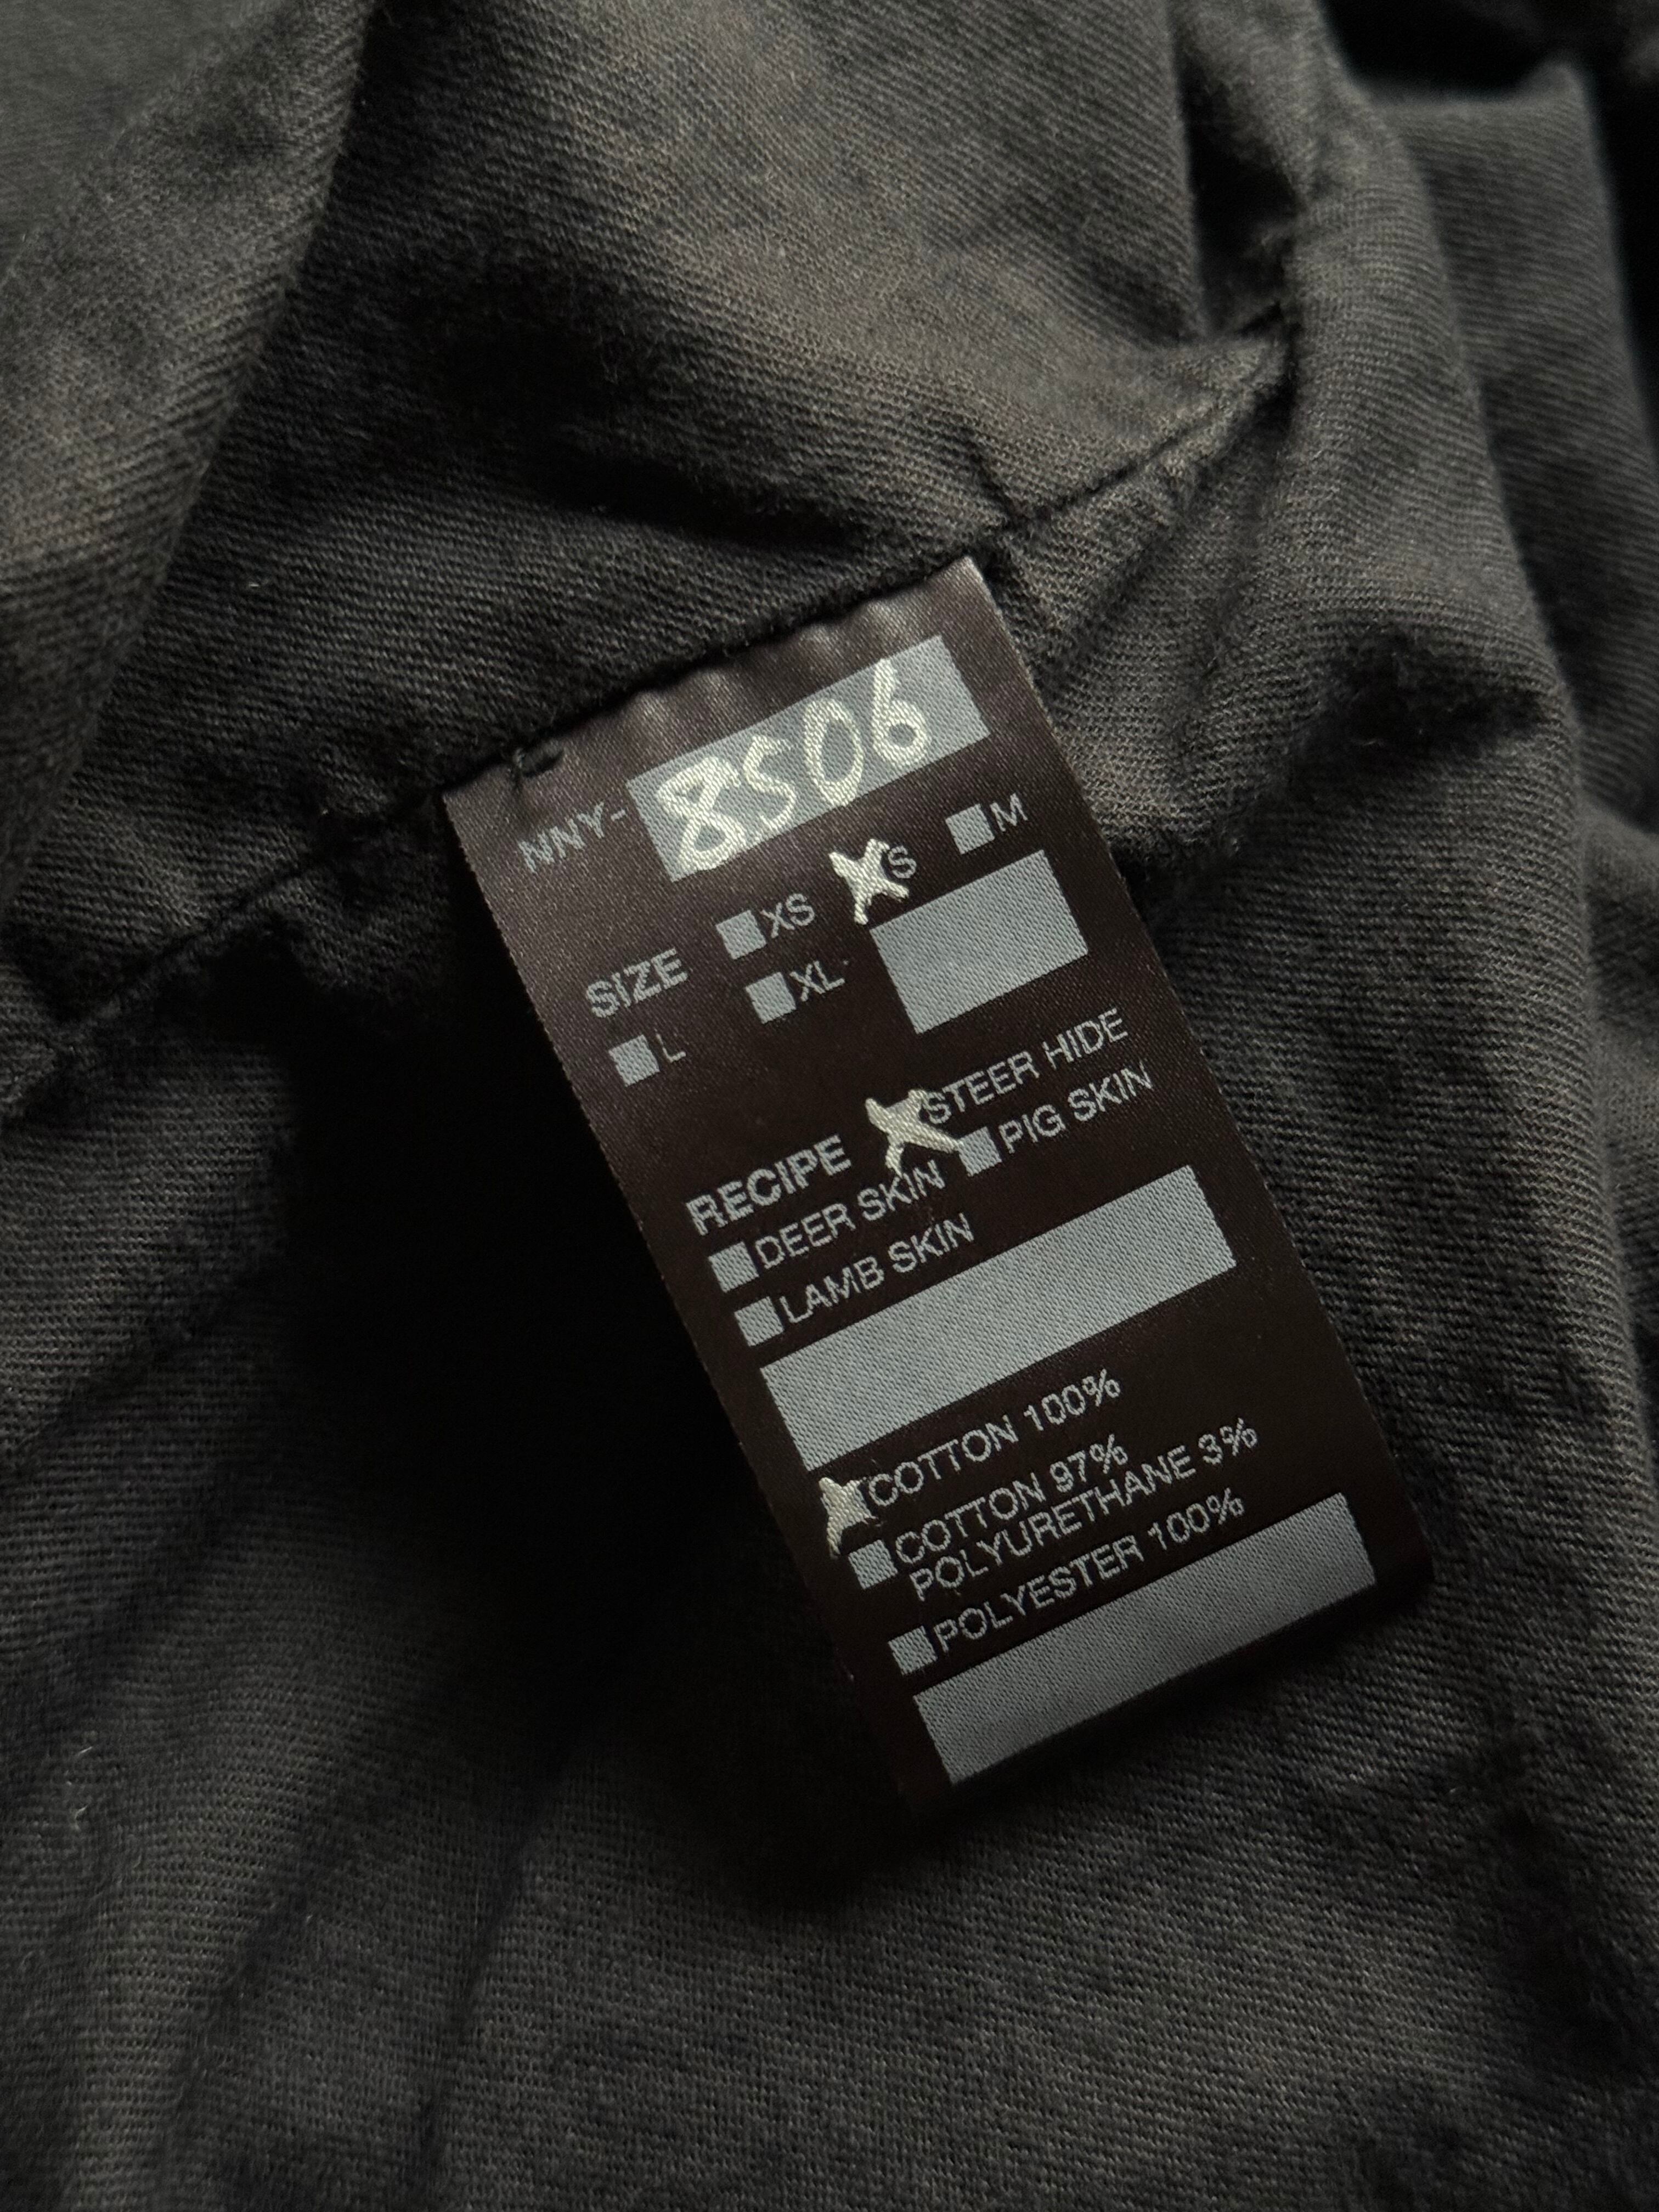 NNY-8S06
SIZE XS S M
L XL
RECIPE STEER HIDE
DEER SKIN PIG SKIN
LAMB SKIN
COTTON 100%
COTTON 97%
POLYURETHANE 3%
POLYESTER 100%